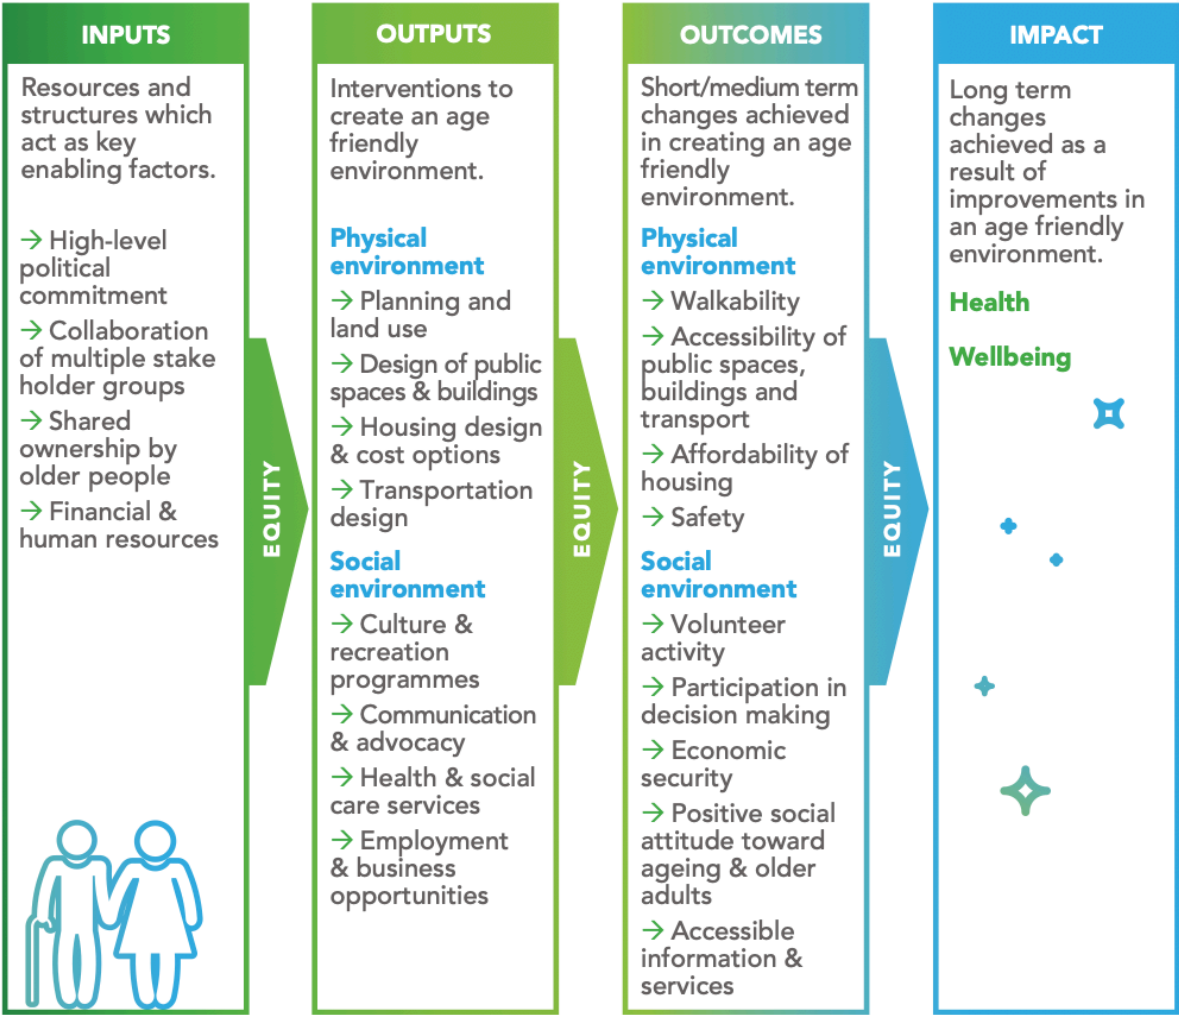 INPUTS
Resources and
structures which
act as key
enabling factors.
→ High-level
political
commitment
→ Collaboration
of multiple stake
holder groups
→ Shared
ownership by
older people
→ Financial &
human resources
EQUITY
OUTPUTS
Interventions to
create an age
friendly
environment.
Physical
environment
→ Planning and
land use
→ Design of public
spaces & buildings
→ Housing design
& cost options
→ Transportation
design
Social
environment
→ Culture &
recreation
programmes
→ Communication
& advocacy
→ Health & social
care services
→ Employment
& business
opportunities
EQUITY
OUTCOMES
Short/medium term
changes achieved
in creating an age
friendly
environment.
Physical
environment
→ Walkability
→ Accessibility of
public spaces,
buildings and
transport
→ Affordability of
housing
→ Safety
Social
environment
→ Volunteer
activity
→ Participation in
decision making
→ Economic
security
→ Positive social
attitude toward
ageing & older
adults
→ Accessible
information &
services
EQUITY
IMPACT
Long term
changes
achieved as a
result of
improvements in
an age friendly
environment.
Health
Wellbeing